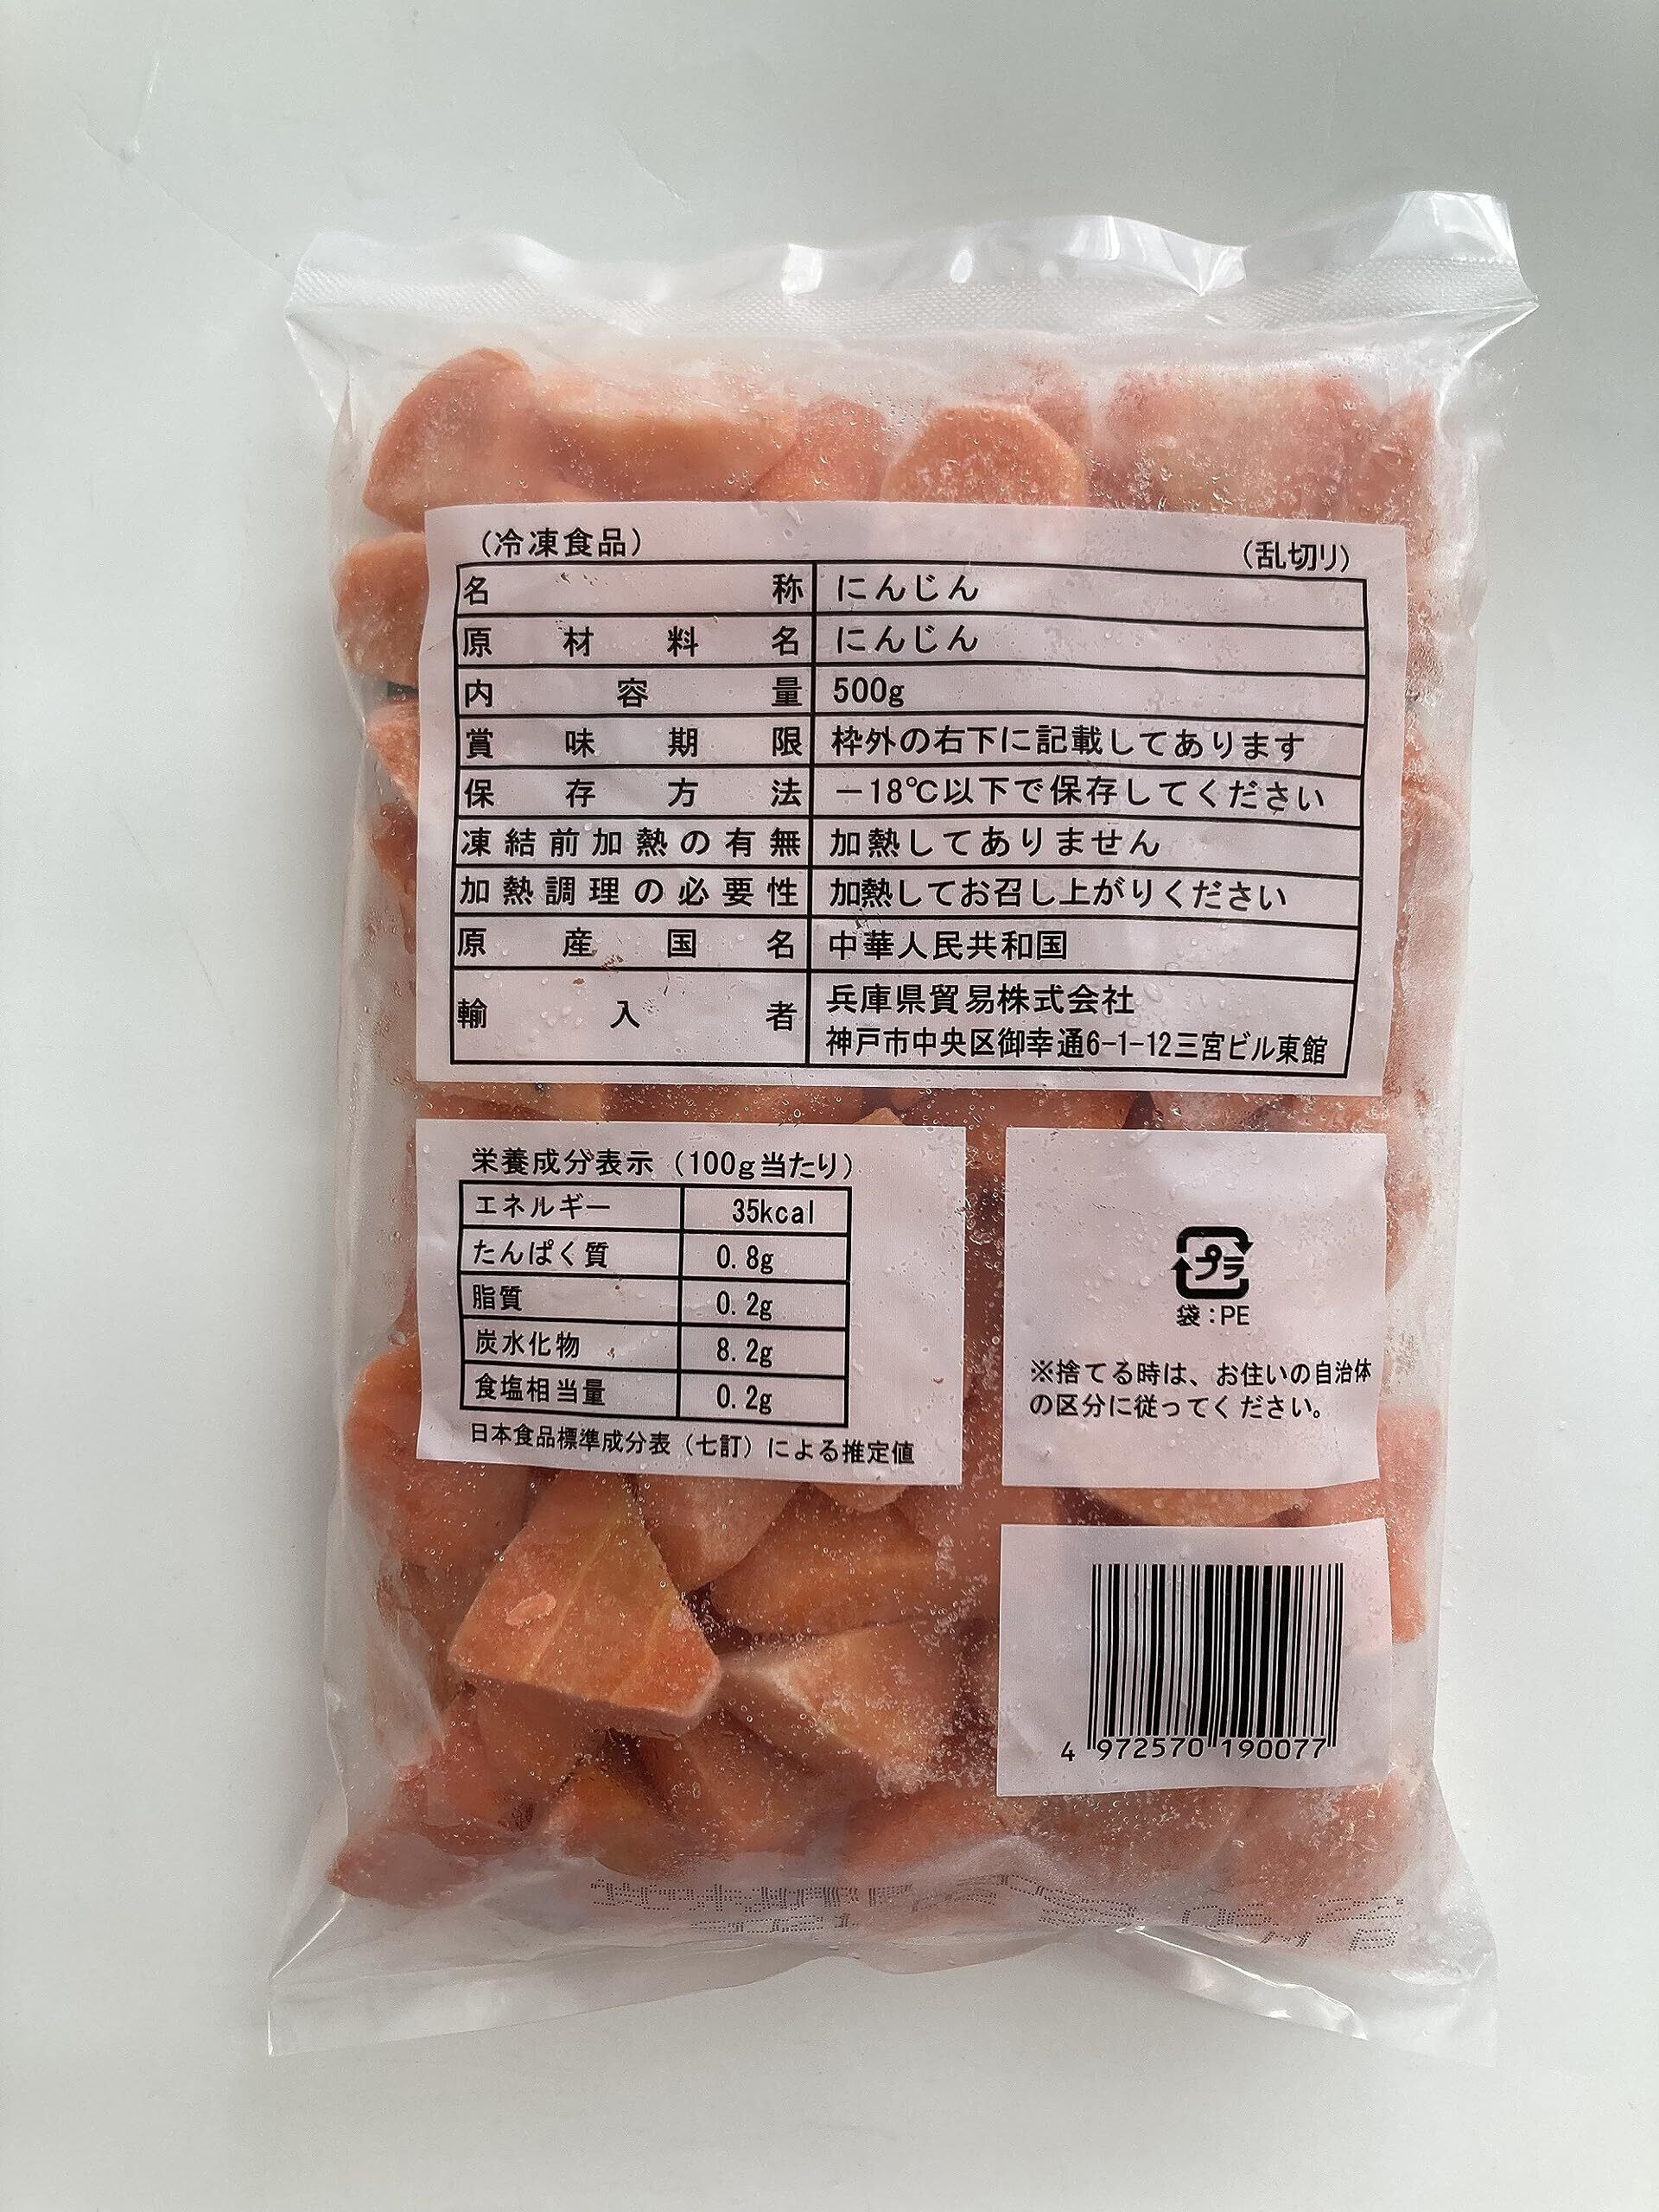 （冷凍食品）
（乱切り）
名称 にんじん
原材料名 にんじん
内容量 500g
賞味期限 枠外の右下に記載してあります
保存方法 －18℃以下で保存してください
凍結前加熱の有無 加熱してありません
加熱調理の必要性 加熱してお召し上がりください
原産国名 中華人民共和国
輸入者 兵庫県貿易株式会社
神戸市中央区御幸通6-1-12三宮ビル東館
栄養成分表示（100g当たり）
エネルギー 35kcal
たんぱく質 0.8g
脂質 0.2g
炭水化物 8.2g
食塩相当量 0.2g
日本食品標準成分表（七訂）による推定値
プラ
袋：PE
※捨てる時は、お住いの自治体
の区分に従ってください。
4 972570 190077